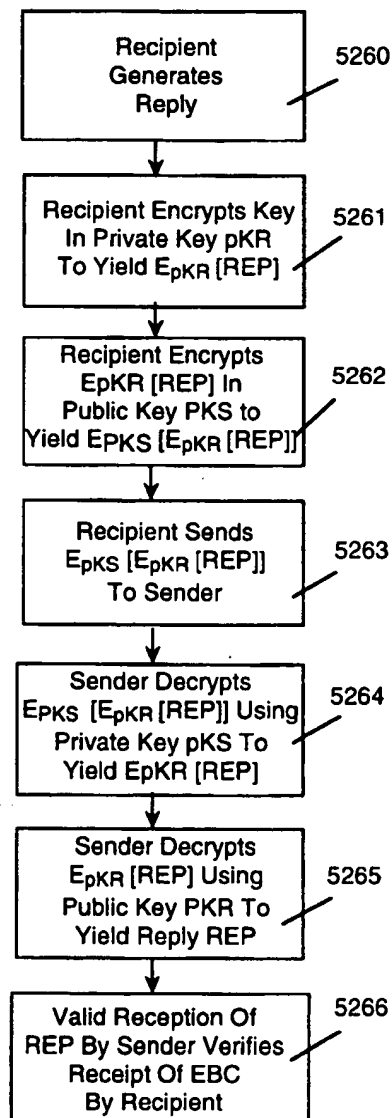 Recipient
Generates
Reply
5260
Recipient Encrypts Key
In Private Key pKR
To Yield EpKR [REP]
5261
Recipient Encrypts
EpKR [REP] In
Public Key PKS to
Yield EPKS [EpKR [REP]]
5262
Recipient Sends
EpKS [EpKR [REP]]
To Sender
5263
Sender Decrypts
EPKS [EpKR [REP]] Using
Private Key pKS To
Yield EpKR [REP]
5264
Sender Decrypts
EpKR [REP] Using
Public Key PKR To
Yield Reply REP
5265
Valid Reception Of
REP By Sender Verifies
Receipt Of EBC
By Recipient
5266